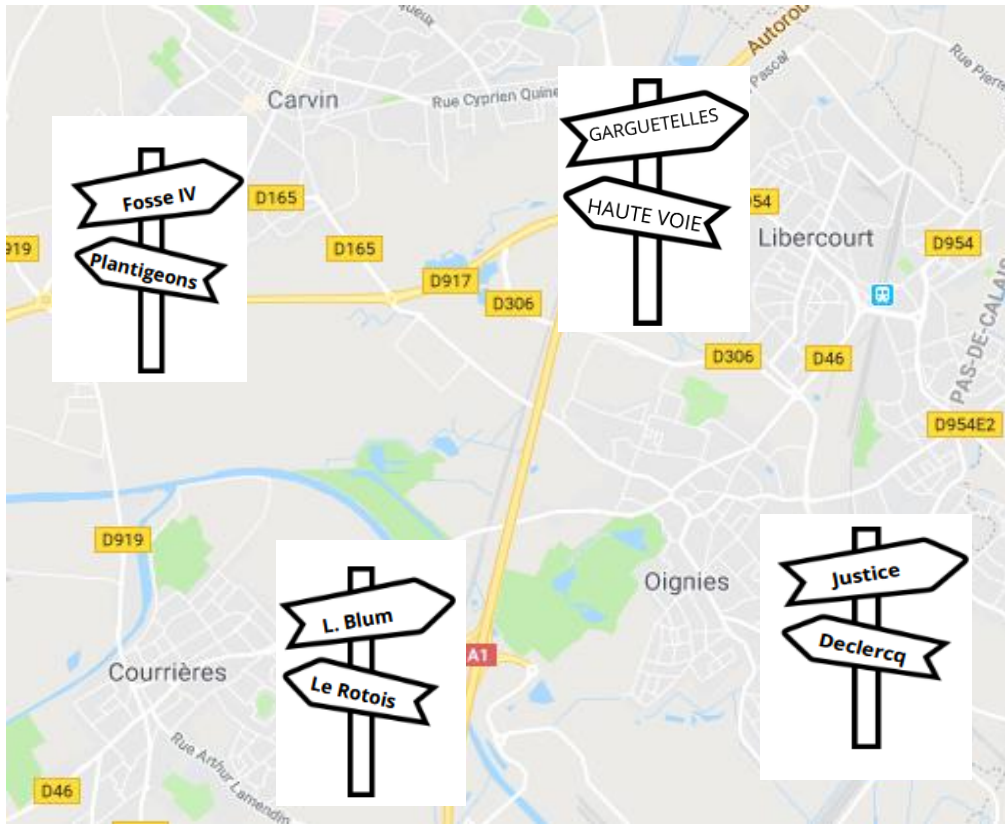 Autorou
Pascal
Rue Pierre
Carvin
Rue Cyprien Quine
GARGUETELLES
Fosse IV
D165
HAUTE VOIE
954
919
D165
Libercourt
D954
Plantigeons
D917
D306
D306
D46
PAS-DE-CALAIS
D954E2
D919
Justice
Oignies
L. Blum
Declercq
A1
Courrières
Le Rotois
Rue Arthur Lamendin
D46